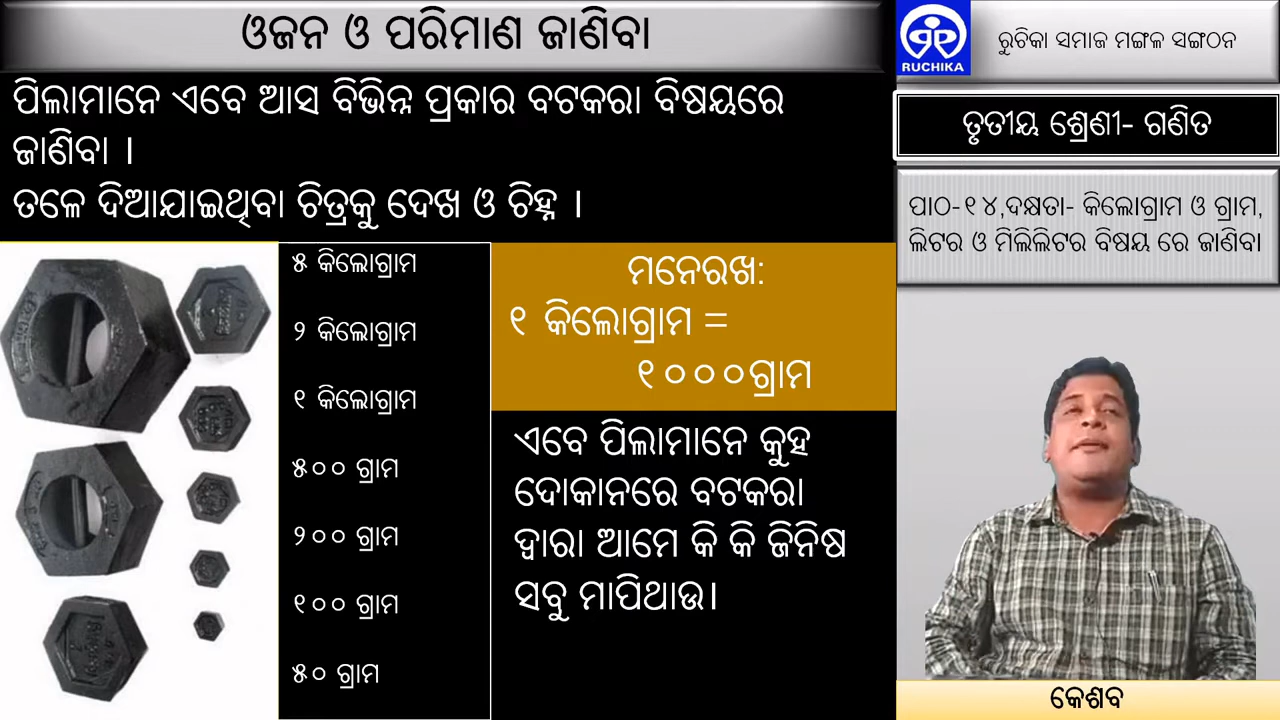 ଓଜନ ଓ ପରିମାଣ ଜାଣିବା
ପିଲାମାନେ ଏବେ ଆସ ବିଭିନ୍ନ ପ୍ରକାର ବଟକରା ବିଷୟରେ
ଜାଣିବା ।
ତଳେ ଦିଆଯାଇଥିବା ଚିତ୍ରକୁ ଦେଖ ଓ ଚିହ୍ନ ।
୫ କିଲୋଗ୍ରାମ
୨ କିଲୋଗ୍ରାମ
୧ କିଲୋଗ୍ରାମ
୫୦୦ ଗ୍ରାମ
୨୦୦ ଗ୍ରାମ
୧୦୦ ଗ୍ରାମ
୫୦ ଗ୍ରାମ
ମନେରଖ:
୧ କିଲୋଗ୍ରାମ =
୧୦୦୦ଗ୍ରାମ
ଏବେ ପିଲାମାନେ କୁହ
ଦୋକାନରେ ବଟକରା
ଦ୍ୱାରା ଆମେ କି କି ଜିନିଷ
ସବୁ ମାପିଥାଉ।
RUCHIKA
ରୁଚିକା ସମାଜ ମଙ୍ଗଳ ସଙ୍ଗଠନ
ତୃତୀୟ ଶ୍ରେଣୀ- ଗଣିତ
ପାଠ-୧୪,ଦକ୍ଷତା- କିଲୋଗ୍ରାମ ଓ ଗ୍ରାମ,
ଲିଟର ଓ ମିଲିଲିଟର ବିଷୟ ରେ ଜାଣିବା
କେଶବ